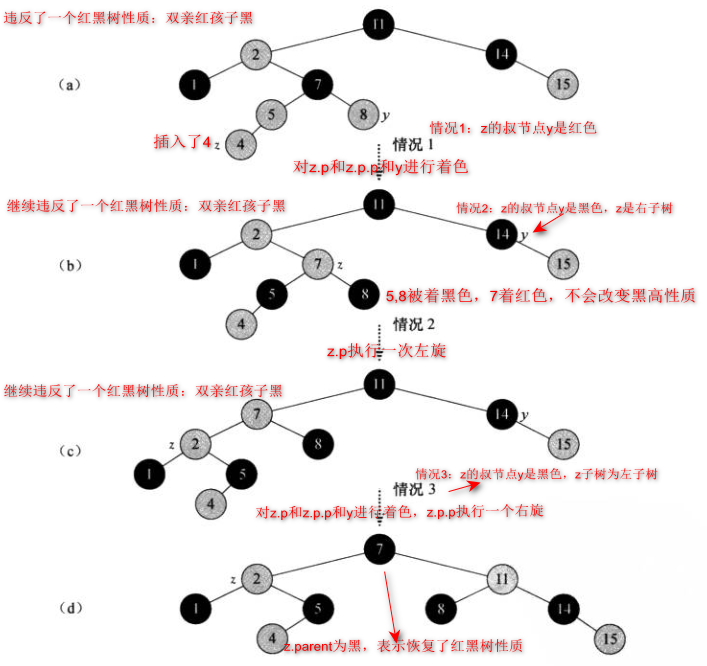 违反了一个红黑树性质：双亲红孩子黑
11
2
14
(a)
1
7
15
5
8 y
插入了4 z 4
情况1：z的叔节点y是红色
情况 1
对z.p和z.p.p和y进行着色
继续违反了一个红黑树性质：双亲红孩子黑
11
情况2：z的叔节点y是黑色，z是右子树
2
14 y
(b)
1
7 z
15
5
8
5,8被着黑色，7着红色，不会改变黑高性质
4
情况 2
z.p执行一次左旋
继续违反了一个红黑树性质：双亲红孩子黑
11
7
14 y
z 2
8
15
(c)
1
5
情况3：z的叔节点y是黑色，z子树为左子树
4
情况 3
对z.p和z.p.p和y进行着色，z.p.p执行一个右旋
7
z 2
11
(d)
1
5
8
14
4
z.parent为黑，表示恢复了红黑树性质
15